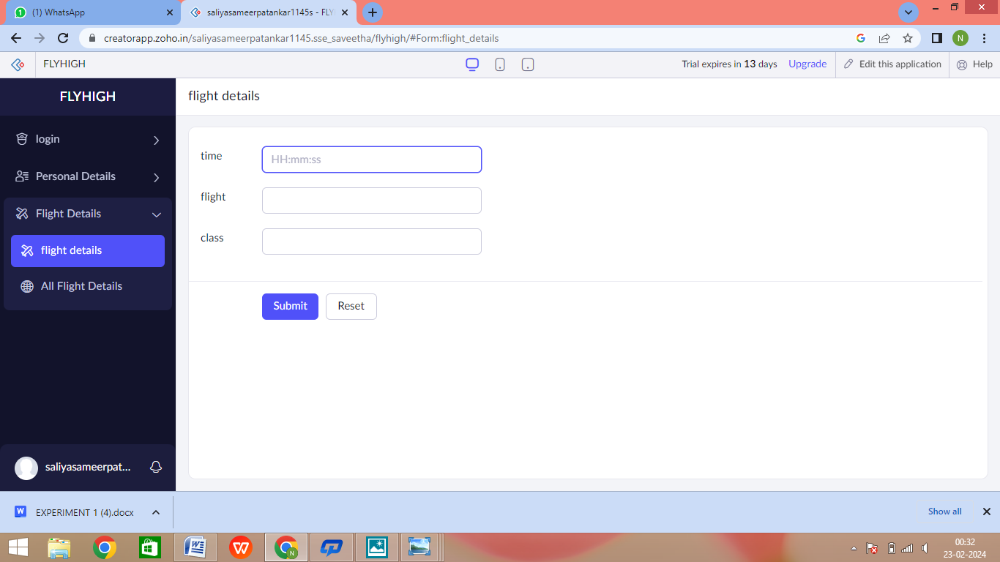 (1) WhatsApp
saliyasameerpatankar1145s - FLY
creatorapp.zoho.in/saliyasameerpatankar1145.sse_saveetha/flyhigh/#Form:flight_details
N
FLYHIGH
Trial expires in 13 days Upgrade
Edit this application
Help
FLYHIGH
login
Personal Details
Flight Details
flight details
All Flight Details
saliyasameerpat...
flight details
time
HH:mm:ss
flight
class
Submit
Reset
EXPERIMENT 1 (4).docx
Show all
00:32
23-02-2024